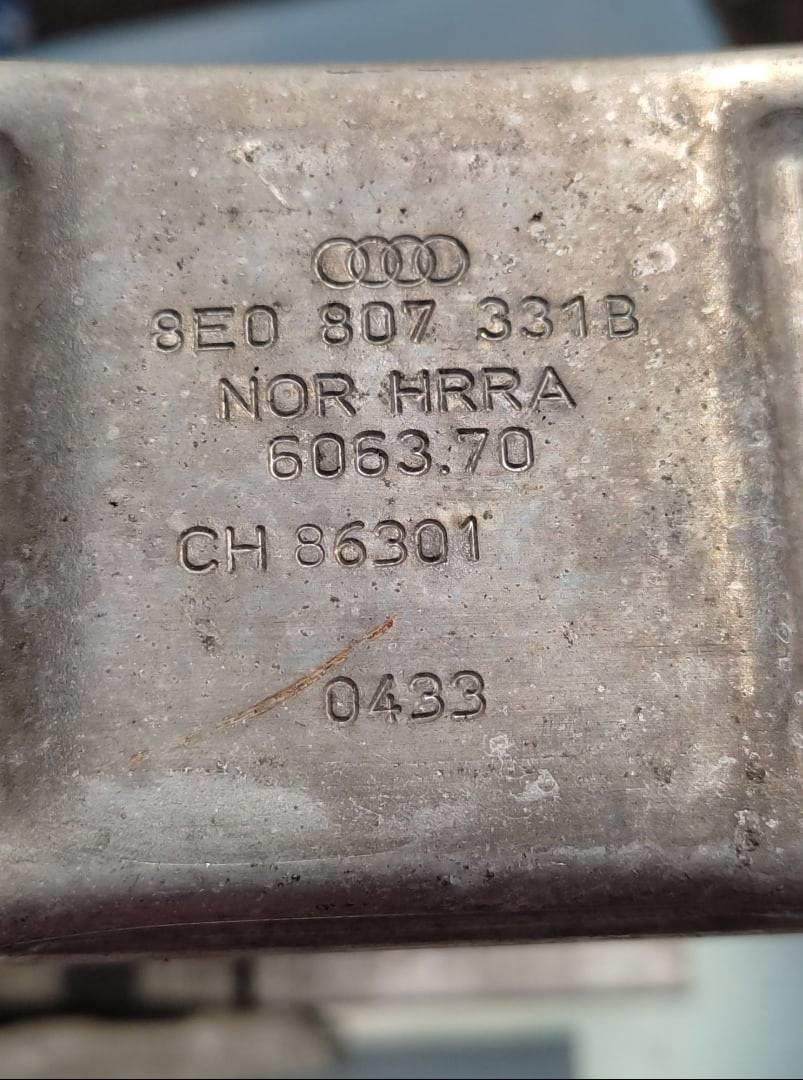 8E0 807 331B
NOR HRRA
6063.70
CH 86301
0433